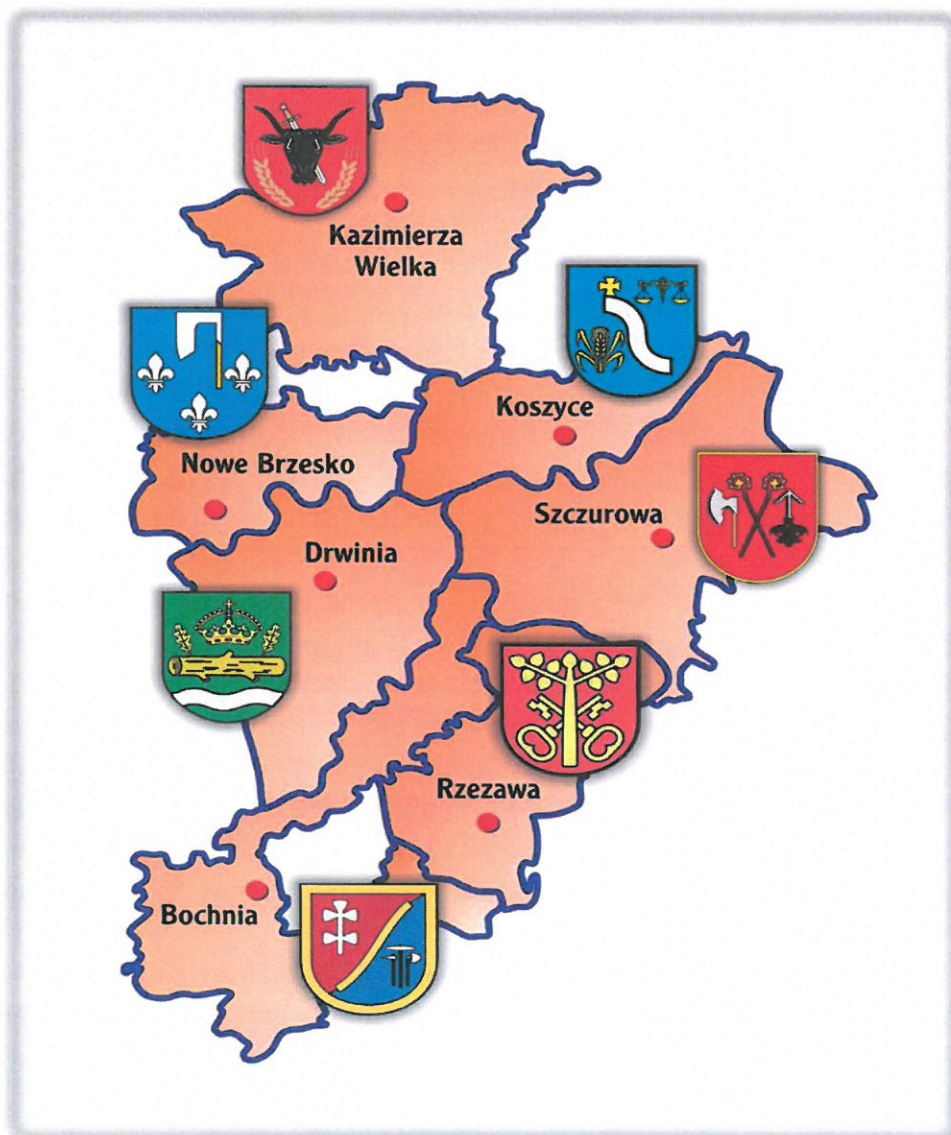 Kazimierza
Wielka
Koszyce
Nowe Brzesko
Szczurowa
Drwinia
Rzezawa
Bochnia